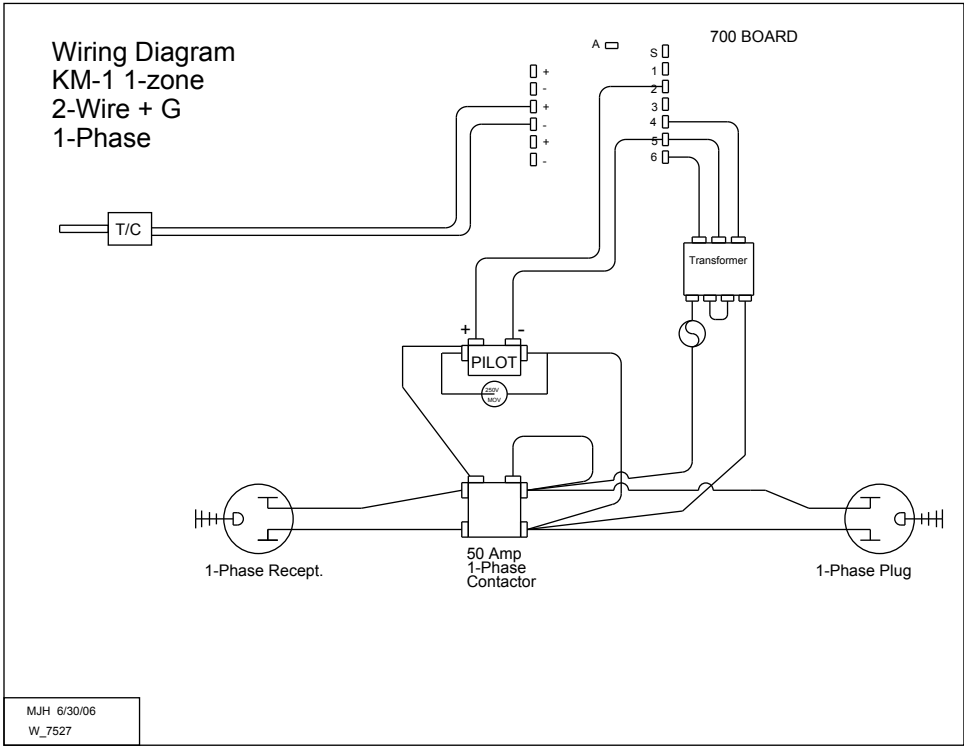 Wiring Diagram
KM-1 1-zone
2-Wire + G
1-Phase
700 BOARD
A
S
1
2
3
4
5
6
+
-
+
-
+
-
T/C
Transformer
+ -
PILOT
250V
MOV
50 Amp
1-Phase
Contactor
1-Phase Recept.
1-Phase Plug
MJH 6/30/06
W_7527